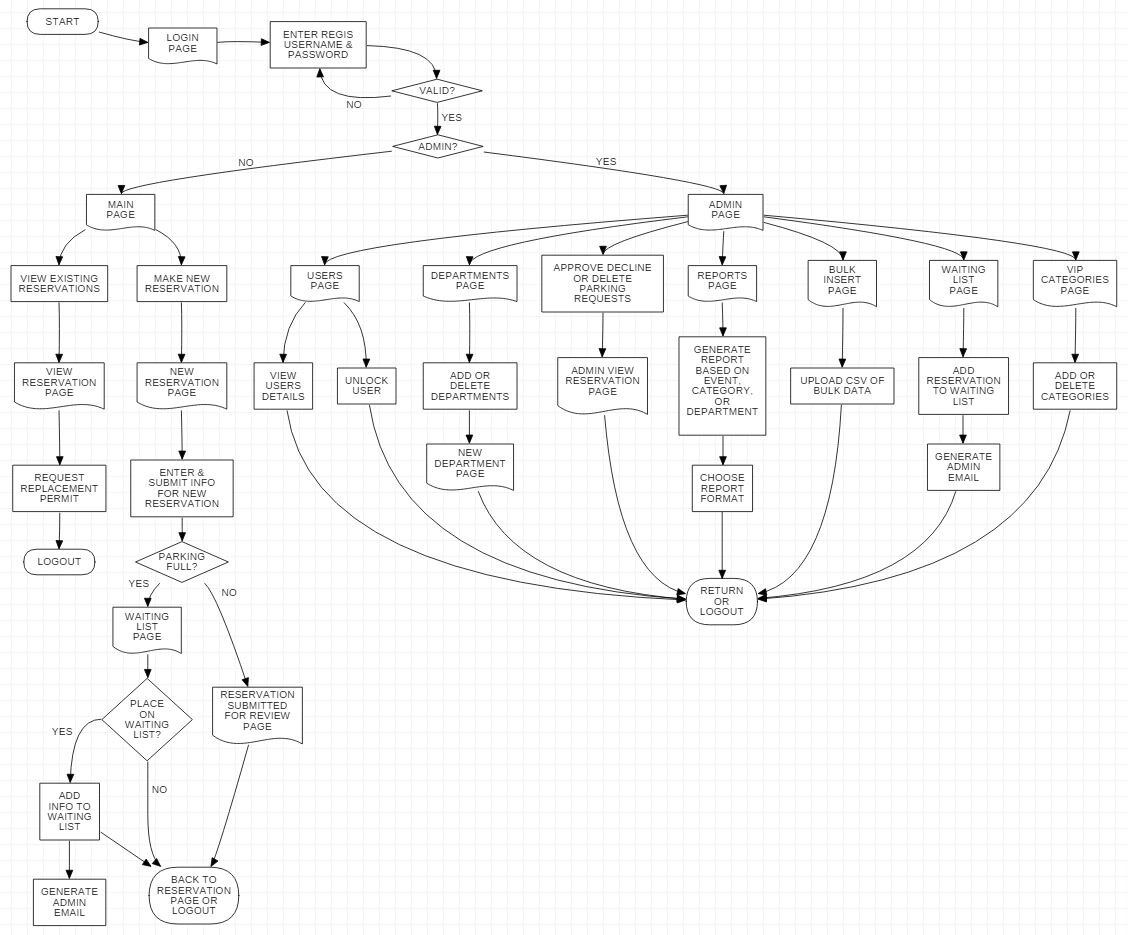 START
LOGIN
PAGE
ENTER REGIS
USERNAME &
PASSWORD
VALID?
NO
YES
ADMIN?
NO
YES
MAIN
PAGE
ADMIN
PAGE
VIEW EXISTING
RESERVATIONS
MAKE NEW
RESERVATION
USERS
PAGE
DEPARTMENTS
PAGE
APPROVE DECLINE
OR DELETE
PARKING
REQUESTS
REPORTS
PAGE
BULK
INSERT
PAGE
WAITING
LIST
PAGE
VIP
CATEGORIES
PAGE
VIEW
RESERVATION
PAGE
NEW
RESERVATION
PAGE
VIEW
USERS
DETAILS
UNLOCK
USER
ADD OR
DELETE
DEPARTMENTS
ADMIN VIEW
RESERVATION
PAGE
GENERATE
REPORT
BASED ON
EVENT,
CATEGORY,
OR
DEPARTMENT
UPLOAD CSV OF
BULK DATA
ADD
RESERVATION
TO WAITING
LIST
ADD OR
DELETE
CATEGORIES
NEW
DEPARTMENT
PAGE
GENERATE
ADMIN
EMAIL
REQUEST
REPLACEMENT
PERMIT
ENTER &
SUBMIT INFO
FOR NEW
RESERVATION
CHOOSE
REPORT
FORMAT
LOGOUT
PARKING
FULL?
YES
NO
RETURN
OR
LOGOUT
WAITING
LIST
PAGE
PLACE
ON
WAITING
LIST?
RESERVATION
SUBMITTED
FOR REVIEW
PAGE
YES
NO
ADD
INFO TO
WAITING
LIST
GENERATE
ADMIN
EMAIL
BACK TO
RESERVATION
PAGE OR
LOGOUT